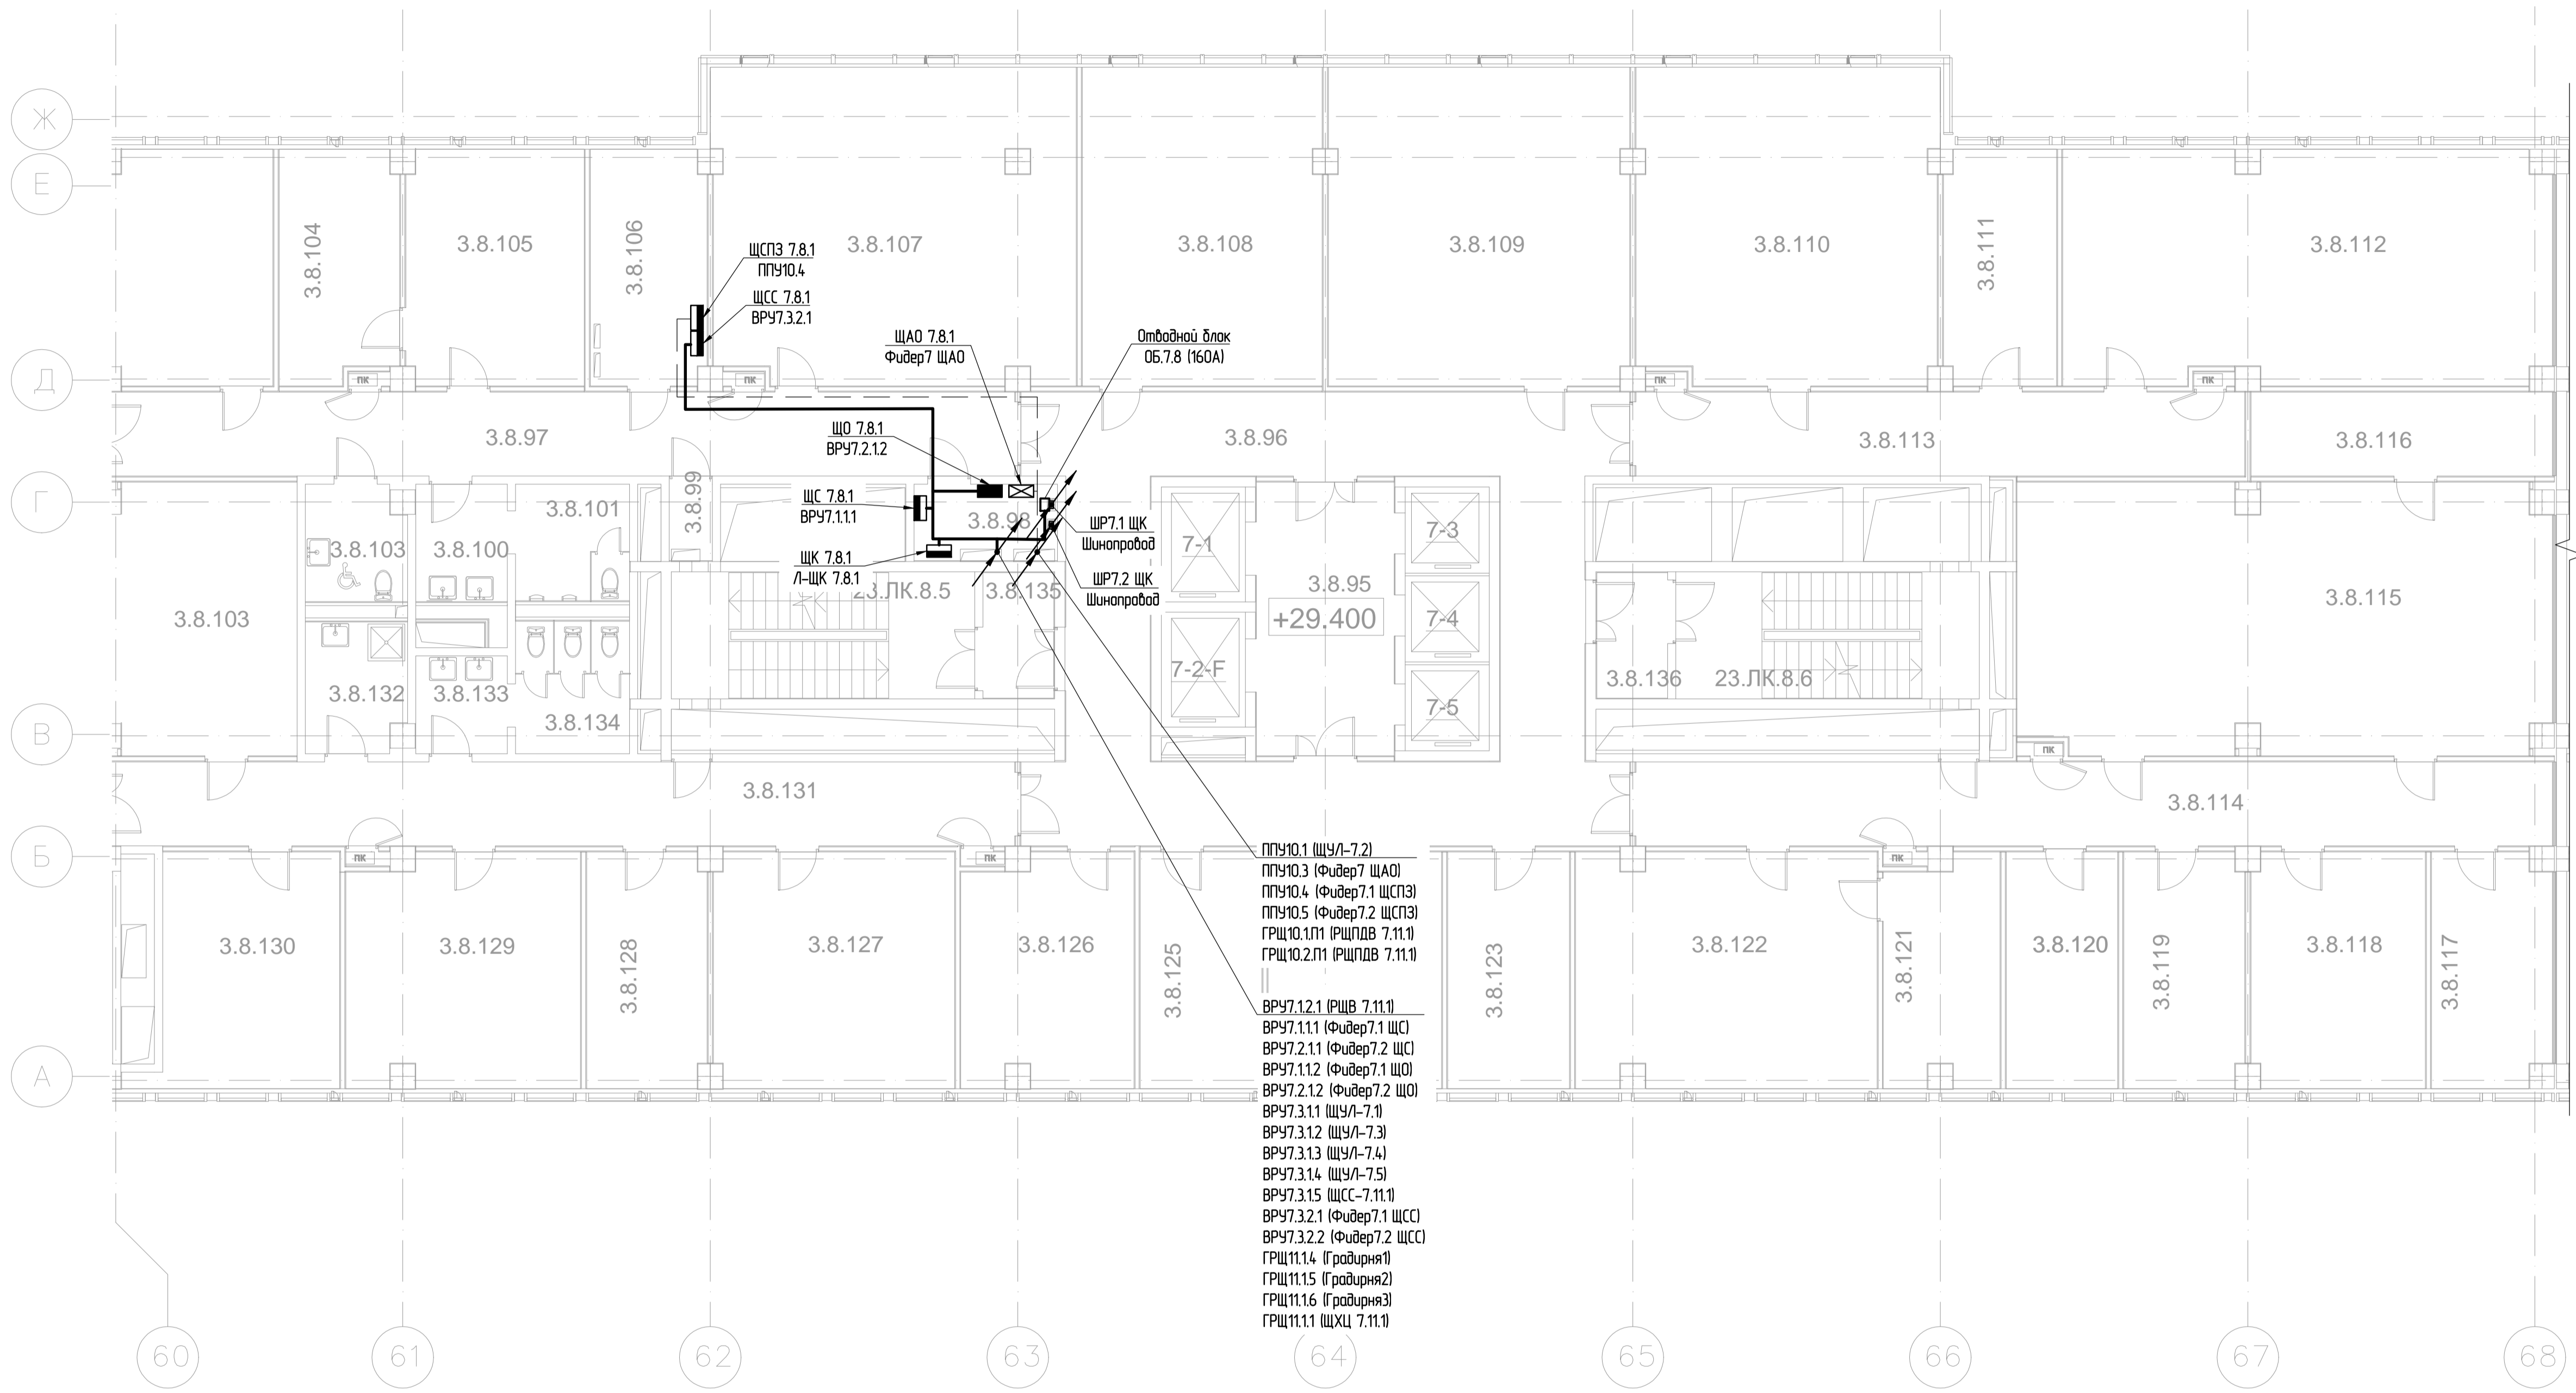 Ж
Е
3.8.104
3.8.105
3.8.106
3.8.107
3.8.108
3.8.109
3.8.110
3.8.111
3.8.112
ЩСПЗ 7.8.1
ППУ10.4
ЩСС 7.8.1
ВРУ7.3.2.1
ЩАО 7.8.1
Фидер7 ЩАО
Отводной блок
ОБ.7.8 (160А)
Д
ПК
ПК
ПК
ПК
3.8.97
ЩО 7.8.1
ВРУ7.2.1.2
3.8.96
3.8.113
3.8.116
Г
3.8.99
3.8.101
ЩС 7.8.1
ВРУ7.1.1.1
3.8.98
ШР7.1 ЩК
Шинопровод
7-1
7-3
3.8.103
3.8.100
ЩК 7.8.1
Л-ЩК 7.8.1
23.ЛК.8.5
3.8.135
ШР7.2 ЩК
Шинопровод
3.8.95
+29.400
7-4
3.8.115
3.8.103
7-2-F
3.8.136
23.ЛК.8.6
3.8.132
3.8.133
3.8.134
7-5
В
ПК
3.8.131
3.8.114
Б
ПК
ПК
ПК
3.8.130
3.8.129
3.8.128
3.8.127
3.8.126
3.8.125
3.8.123
3.8.122
3.8.121
3.8.120
3.8.119
3.8.118
3.8.117
ППУ10.1 (ЩУЛ-7.2)
ППУ10.3 (Фидер7 ЩАО)
ППУ10.4 (Фидер7.1 ЩСПЗ)
ППУ10.5 (Фидер7.2 ЩСПЗ)
ГРЩ10.1.П1 (РЩПДВ 7.11.1)
ГРЩ10.2.П1 (РЩПДВ 7.11.1)
ВРУ7.1.2.1 (РЩВ 7.11.1)
ВРУ7.1.1.1 (Фидер7.1 ЩС)
ВРУ7.2.1.1 (Фидер7.2 ЩС)
ВРУ7.1.1.2 (Фидер7.1 ЩО)
ВРУ7.2.1.2 (Фидер7.2 ЩО)
ВРУ7.3.1.1 (ЩУЛ-7.1)
ВРУ7.3.1.2 (ЩУЛ-7.3)
ВРУ7.3.1.3 (ЩУЛ-7.4)
ВРУ7.3.1.4 (ЩУЛ-7.5)
ВРУ7.3.1.5 (ЩСС-7.11.1)
ВРУ7.3.2.1 (Фидер7.1 ЩСС)
ВРУ7.3.2.2 (Фидер7.2 ЩСС)
ГРЩ11.1.4 (Градирня1)
ГРЩ11.1.5 (Градирня2)
ГРЩ11.1.6 (Градирня3)
ГРЩ11.1.1 (ЩХЦ 7.11.1)
А
60
61
62
63
64
65
66
67
68